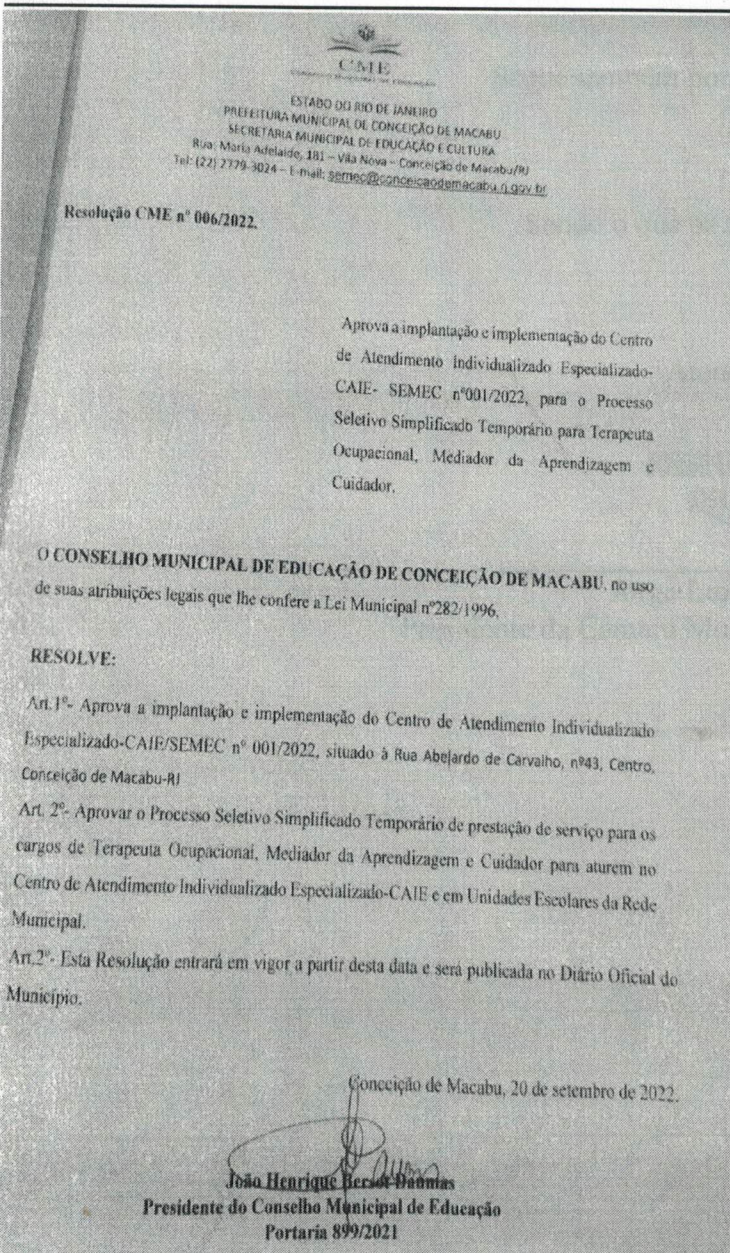 CME
ESTADO DO RIO DE JANEIRO
PREFEITURA MUNICIPAL DE CONCEIÇÃO DE MACABU
SECRETARIA MUNICIPAL DE EDUCAÇÃO E CULTURA
Rua: Maria Adelaide, 181 – Vila Nova – Conceição de Macabu/RJ
Tel: (22) 2779-3024 – E-mail: semec@conceicaodemacabu.rj.gov.br
Resolução CME nº 006/2022.
Aprova a implantação e implementação do Centro
de Atendimento Individualizado Especializado-
CAIE- SEMEC nº001/2022, para o Processo
Seletivo Simplificado Temporário para Terapeuta
Ocupacional, Mediador da Aprendizagem e
Cuidador.
O CONSELHO MUNICIPAL DE EDUCAÇÃO DE CONCEIÇÃO DE MACABU, no uso
de suas atribuições legais que lhe confere a Lei Municipal nº282/1996,
RESOLVE:
Art.1º- Aprova a implantação e implementação do Centro de Atendimento Individualizado
Especializado-CAIE/SEMEC nº 001/2022, situado à Rua Abelardo de Carvalho, nº43, Centro,
Conceição de Macabu-RJ
Art. 2º- Aprovar o Processo Seletivo Simplificado Temporário de prestação de serviço para os
cargos de Terapeuta Ocupacional, Mediador da Aprendizagem e Cuidador para aturem no
Centro de Atendimento Individualizado Especializado-CAIE e em Unidades Escolares da Rede
Municipal.
Art.2º- Esta Resolução entrará em vigor a partir desta data e será publicada no Diário Oficial do
Município.
Conceição de Macabu, 20 de setembro de 2022.
João Henrique Bersot
Presidente do Conselho Municipal de Educação
Portaria 899/2021